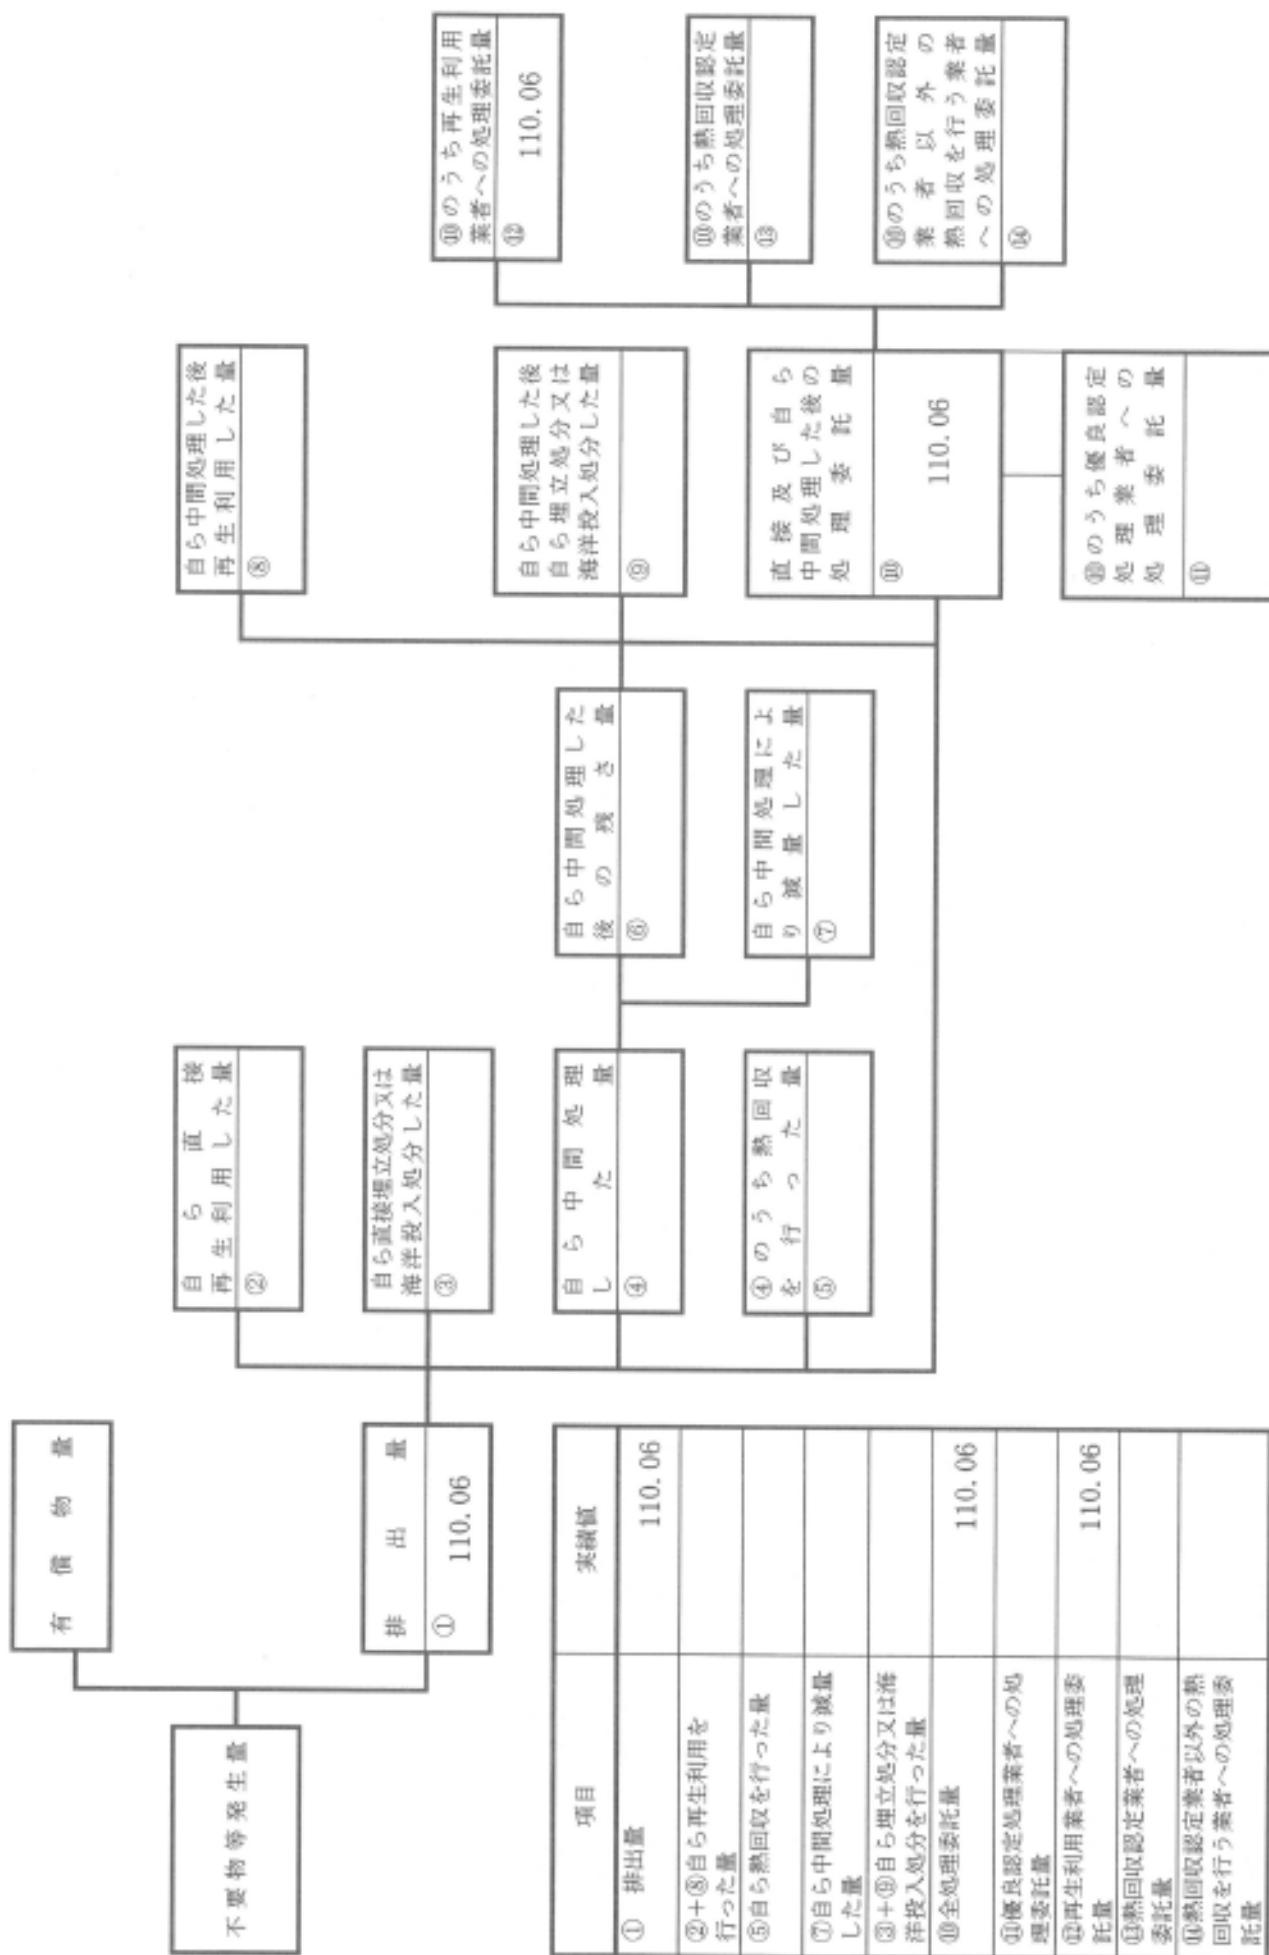 不要物等発生量
有償物量
排出量
① 110.06
自ら直接
再生利用した量
②
自ら直接埋立処分又は
海洋投入処分した量
③
自ら中間処理
した量
④
④のうち熱回収
を行った量
⑤
自ら中間処理した
後の残さ量
⑥
自ら中間処理によ
り減量した量
⑦
自ら中間処理した後
再生利用した量
⑧
自ら中間処理した後
自ら埋立処分又は
海洋投入処分した量
⑨
直接及び自ら
中間処理した後の
処理委託量
⑩ 110.06
⑩のうち優良認定
処理業者への
処理委託量
⑪
⑩のうち再生利用
業者への処理委託量
⑫ 110.06
⑩のうち熱回収認定
業者への処理委託量
⑬
⑩のうち熱回収認定
業者以外の
熱回収を行う業者
への処理委託量
⑭
項目 実績値
① 排出量 110.06
②+⑧自ら再生利用を
行った量
⑤自ら熱回収を行った量
⑦自ら中間処理により減量
した量
③+⑨自ら埋立処分又は海
洋投入処分を行った量
⑩全処理委託量 110.06
⑪優良認定処理業者への処
理委託量
⑫再生利用業者への処理委
託量 110.06
⑬熱回収認定業者への処理
委託量
⑭熱回収認定業者以外の熱
回収を行う業者への処理委
託量